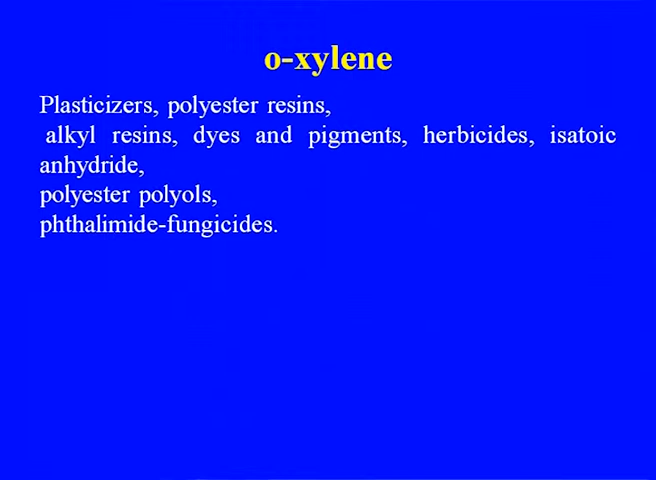 o-xylene
Plasticizers, polyester resins,
alkyl resins, dyes and pigments, herbicides, isatoic
anhydride,
polyester polyols,
phthalimide-fungicides.